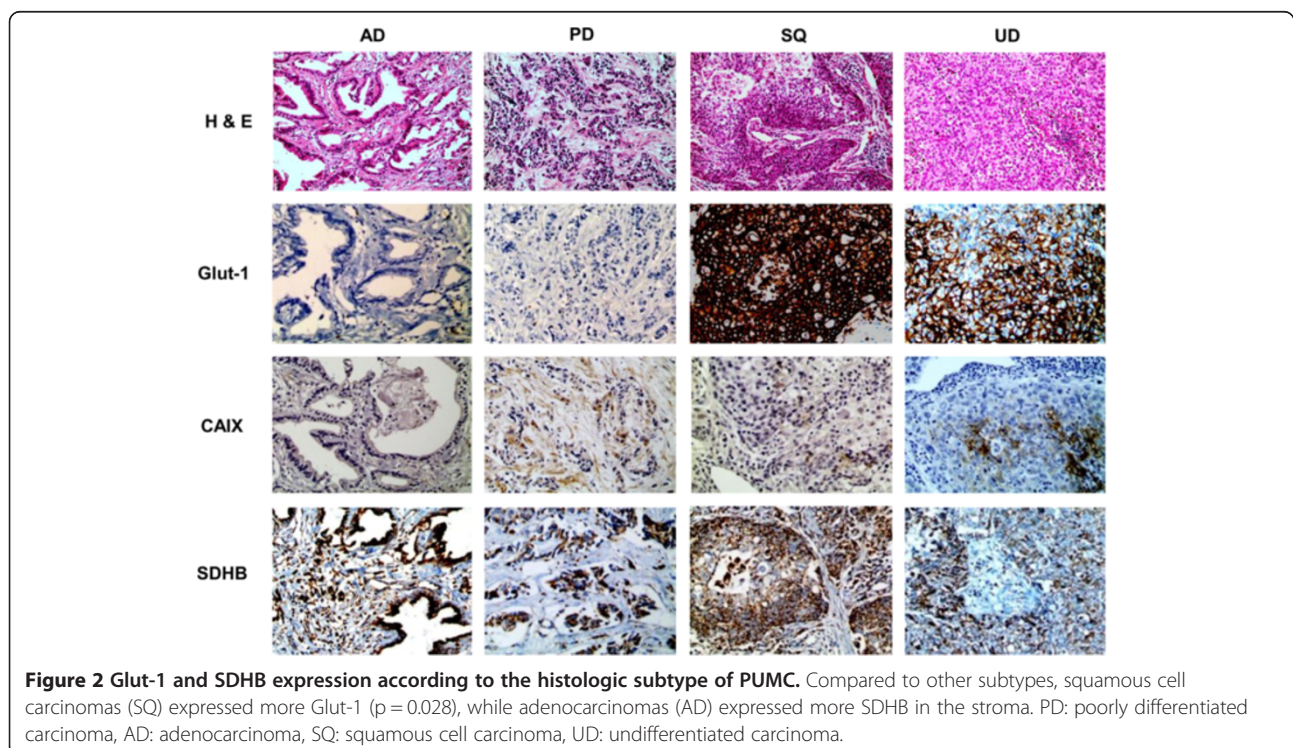 AD PD SQ UD
H & E
Glut-1
CAIX
SDHB
Figure 2 Glut-1 and SDHB expression according to the histologic subtype of PUMC. Compared to other subtypes, squamous cell
carcinomas (SQ) expressed more Glut-1 (p = 0.028), while adenocarcinomas (AD) expressed more SDHB in the stroma. PD: poorly differentiated
carcinoma, AD: adenocarcinoma, SQ: squamous cell carcinoma, UD: undifferentiated carcinoma.